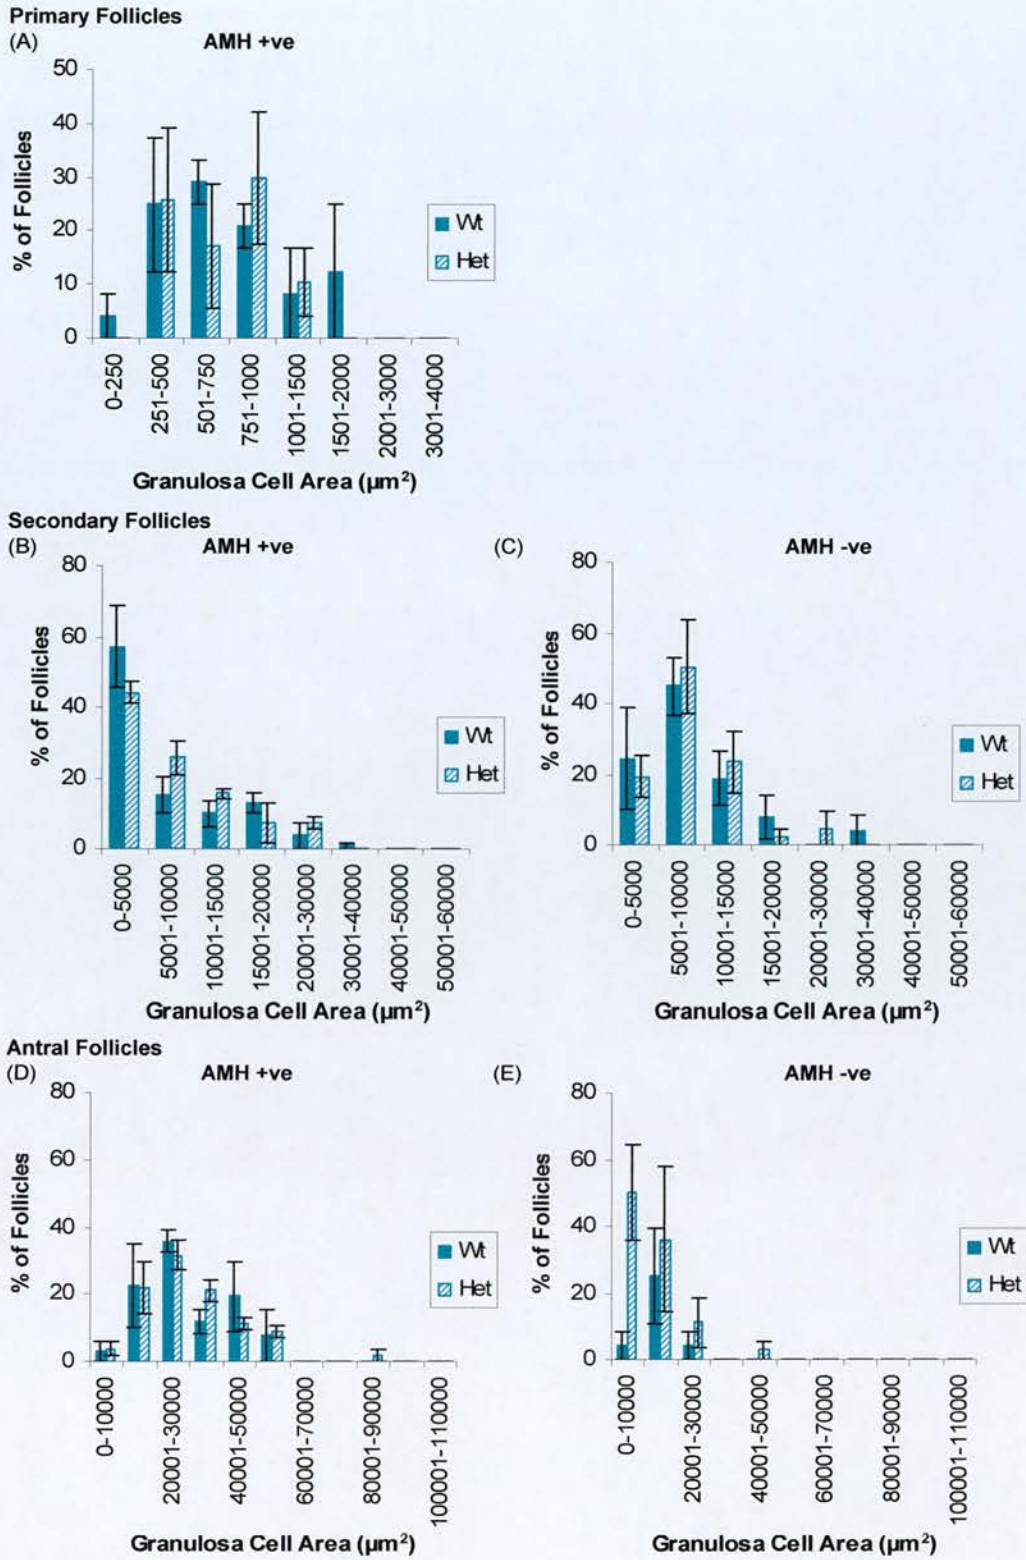 Primary Follicles
(A) AMH +ve
50
40
30
20
10
0
% of Follicles
Wt
Het
0-250
251-500
501-750
751-1000
1001-1500
1501-2000
2001-3000
3001-4000
Granulosa Cell Area (µm²)
Secondary Follicles
(B) AMH +ve
80
60
40
20
0
% of Follicles
Wt
Het
0-5000
5001-10000
10001-15000
15001-20000
20001-30000
30001-40000
40001-50000
50001-60000
Granulosa Cell Area (µm²)
(C) AMH -ve
80
60
40
20
0
% of Follicles
Wt
Het
0-5000
5001-10000
10001-15000
15001-20000
20001-30000
30001-40000
40001-50000
50001-60000
Granulosa Cell Area (µm²)
Antral Follicles
(D) AMH +ve
80
60
40
20
0
% of Follicles
Wt
Het
0-10000
20001-30000
40001-50000
60001-70000
80001-90000
100001-110000
Granulosa Cell Area (µm²)
(E) AMH -ve
80
60
40
20
0
% of Follicles
Wt
Het
0-10000
20001-30000
40001-50000
60001-70000
80001-90000
100001-110000
Granulosa Cell Area (µm²)